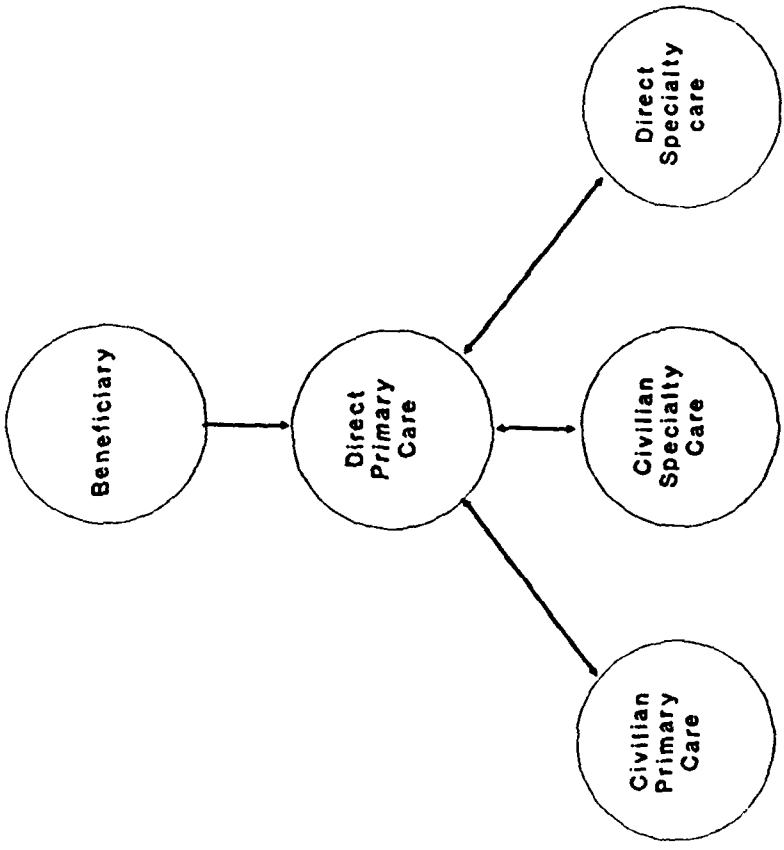 Beneficiary
Direct
Primary
Care
Civilian
Primary
Care
Civilian
Specialty
Care
Direct
Specialty
care